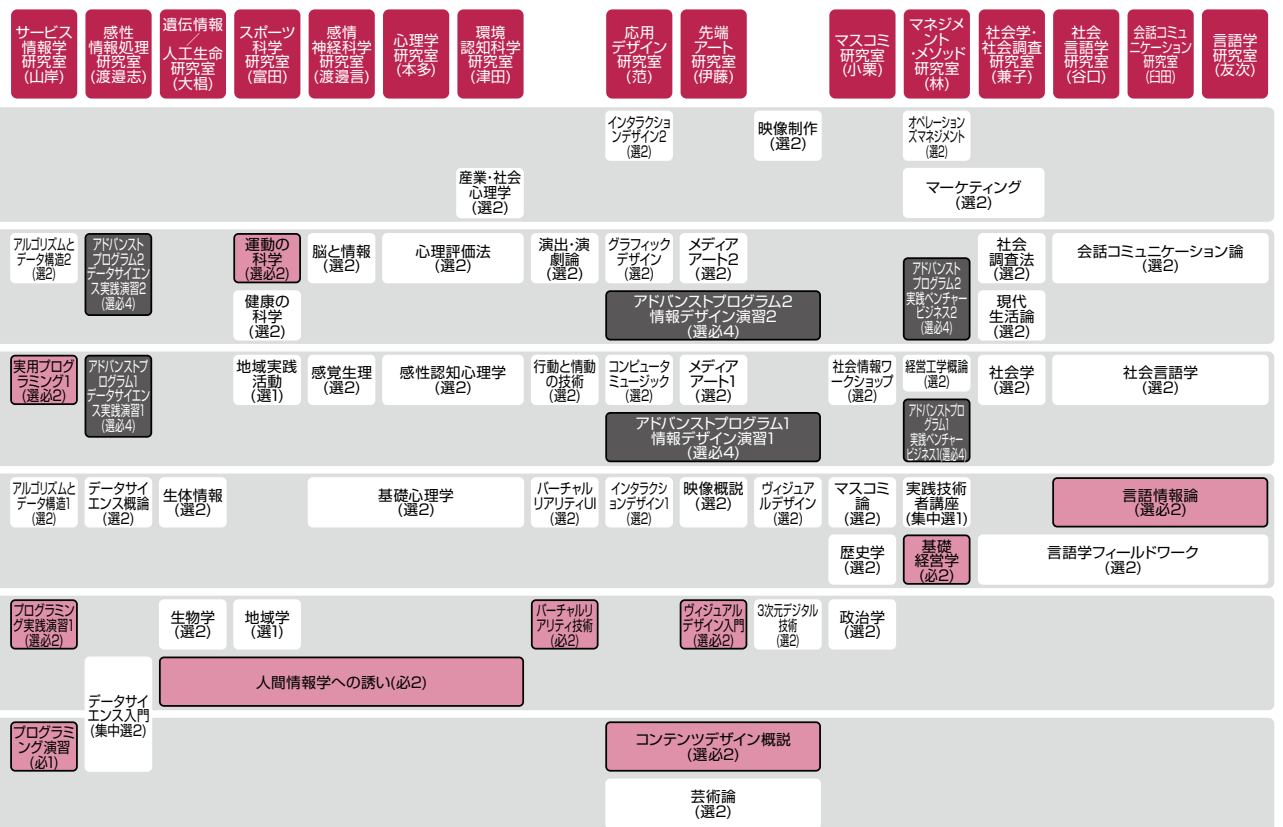 サービス
情報学
研究室
(山岸)
感性
情報処理
研究室
(渡邉志)
遺伝情報
／
人工生命
研究室
(大椙)
スポーツ
科学
研究室
(富田)
感情
神経科学
研究室
(渡邊言)
心理学
研究室
(本多)
環境
認知科学
研究室
(津田)
応用
デザイン
研究室
(范)
先端
アート
研究室
(伊藤)
マスコミ
研究室
(小栗)
マネジメ
ント
・メソッド
研究室
(林)
社会学・
社会調査
研究室
(兼子)
社会
言語学
研究室
(谷口)
会話コミュ
ニケーション
研究室
(臼田)
言語学
研究室
(友次)
インタラクショ
ンデザイン2
(選2)
映像制作
(選2)
オペレーション
ズマネジメント
(選2)
産業・社会
心理学
(選2)
マーケティング
(選2)
アルゴリズムと
データ構造2
(選2)
アドバンスト
プログラム2
データサイエン
ス実践演習2
(選必4)
運動の
科学
(選必2)
脳と情報
(選2)
心理評価法
(選2)
演出・演
劇論
(選2)
グラフィック
デザイン
(選2)
メディア
アート2
(選2)
アドバンスト
プログラム2
実践ベンチャー
ビジネス2
(選必4)
社会
調査法
(選2)
会話コミュニケーション論
(選2)
健康の
科学
(選2)
アドバンストプログラム2
情報デザイン演習2
(選必4)
現代
生活論
(選2)
実用プログ
ラミング1
(選必2)
アドバンストプ
ログラム1
データサイエン
ス実践演習1
(選必4)
地域実践
活動
(選1)
感覚生理
(選2)
感性認知心理学
(選2)
行動と情動
の技術
(選2)
コンピュータ
ミュージック
(選2)
メディア
アート1
(選2)
社会情報ワ
ークショップ
(選2)
経営工学概論
(選2)
社会学
(選2)
社会言語学
(選2)
アドバンストプログラム1
情報デザイン演習1
(選必4)
アドバンストプロ
グラム1
実践ベンチャー
ビジネス1(選必4)
アルゴリズムと
データ構造1
(選2)
データサイ
エンス概論
(選2)
生体情報
(選2)
基礎心理学
(選2)
バーチャル
リアリティUI
(選2)
インタラクシ
ョンデザイン1
(選2)
映像概説
(選2)
ヴィジュア
ルデザイン
(選2)
マスコミ
論
(選2)
実践技術
者講座
(集中選1)
言語情報論
(選必2)
歴史学
(選2)
基礎
経営学
(必2)
言語学フィールドワーク
(選2)
プログラミン
グ実践演習1
(選必2)
生物学
(選2)
地域学
(選1)
バーチャルリ
アリティ技術
(必2)
ヴィジュアル
デザイン入門
(選必2)
3次元デジタル
技術
(選2)
政治学
(選2)
データサイ
エンス入門
(集中選2)
人間情報学への誘い(必2)
プログラミ
ング演習
(必1)
コンテンツデザイン概説
(選必2)
芸術論
(選2)